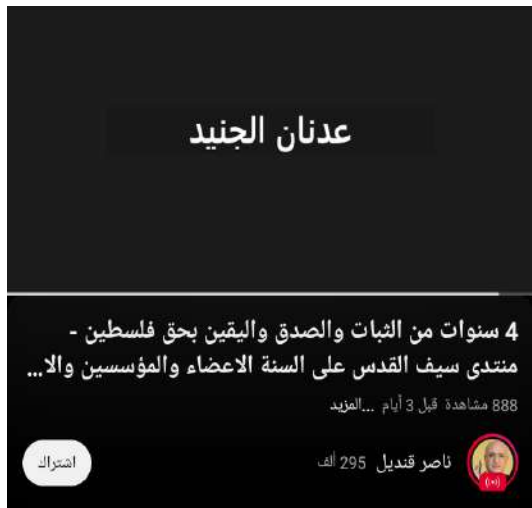 عدنان الجنيد
4 سنوات من الثبات والصدق واليقين بحق فلسطين -
منتدى سيف القدس على السنة الاعضاء والمؤسسين والا...
888 مشاهدة قبل 3 أيام ...المزيد
ناصر قنديل 295 ألف
اشتراك